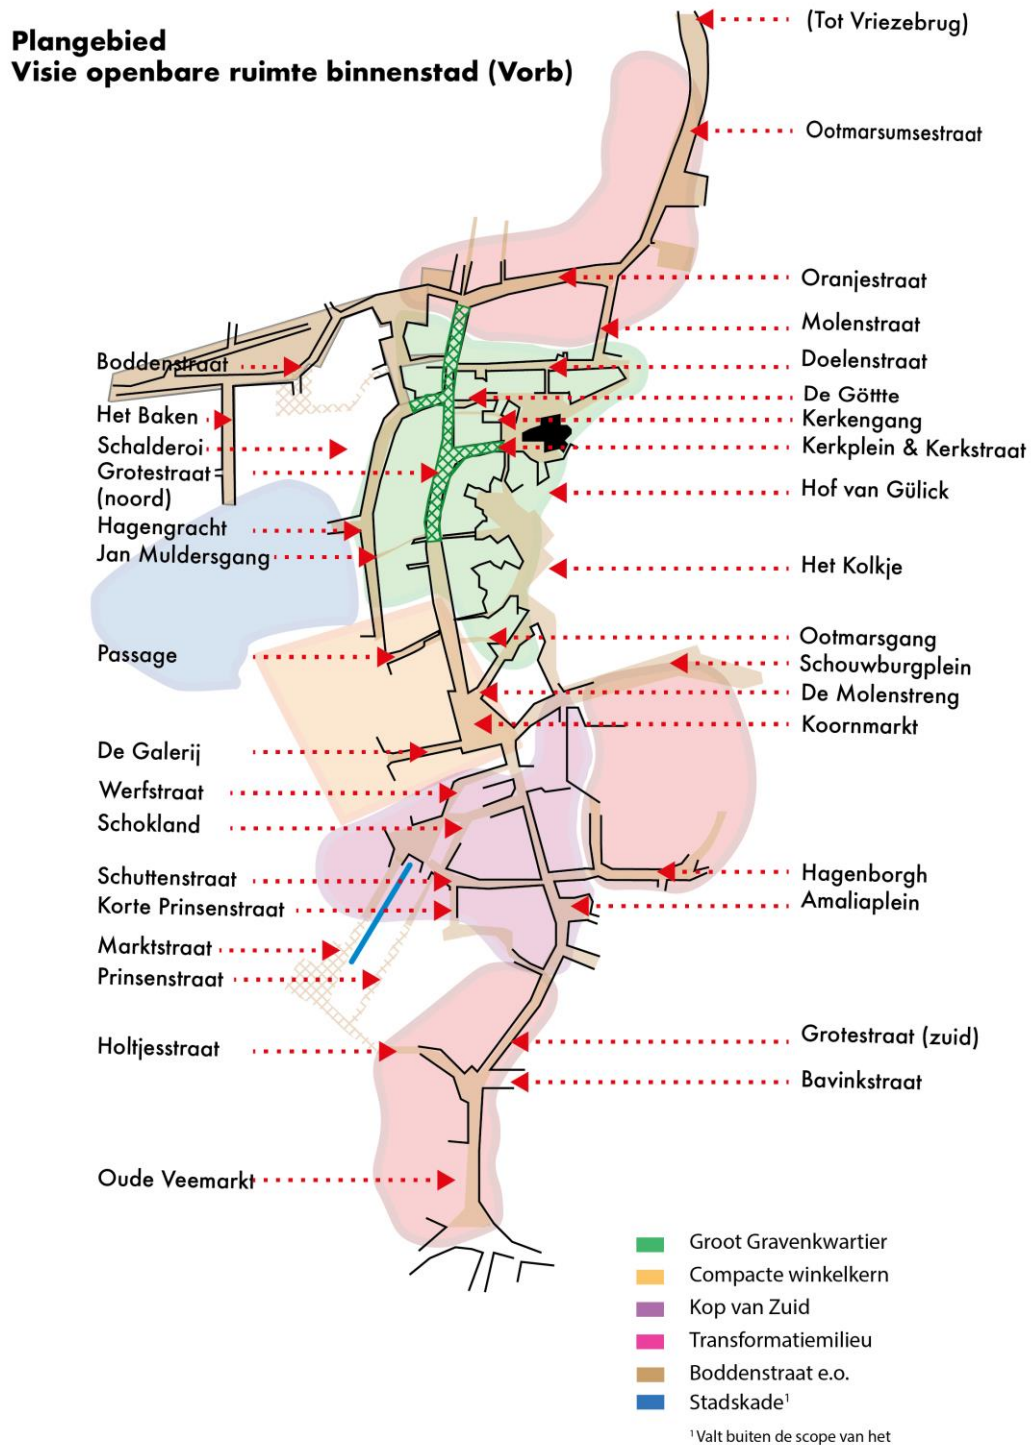 Plangebied
Visie openbare ruimte binnenstad (Vorb)
(Tot Vriezebrug)
Ootmarsumsestraat
Oranjestraat
Molenstraat
Doelenstraat
De Göttte
Kerkengang
Kerkplein & Kerkstraat
Hof van Gülick
Het Kolkje
Ootmarsgang
Schouwburgplein
De Molenstreng
Koornmarkt
Hagenborgh
Amaliaplein
Grotestraat (zuid)
Bavinkstraat
Boddenstraat
Het Baken
Schalderoi
Grotestraat
(noord)
Hagengracht
Jan Muldersgang
Passage
De Galerij
Werfstraat
Schokland
Schuttenstraat
Korte Prinsenstraat
Marktstraat
Prinsenstraat
Holtjesstraat
Oude Veemarkt
Groot Gravenkwartier
Compacte winkelkern
Kop van Zuid
Transformatiemilieu
Boddenstraat e.o.
Stadskade¹
¹ Valt buiten de scope van het